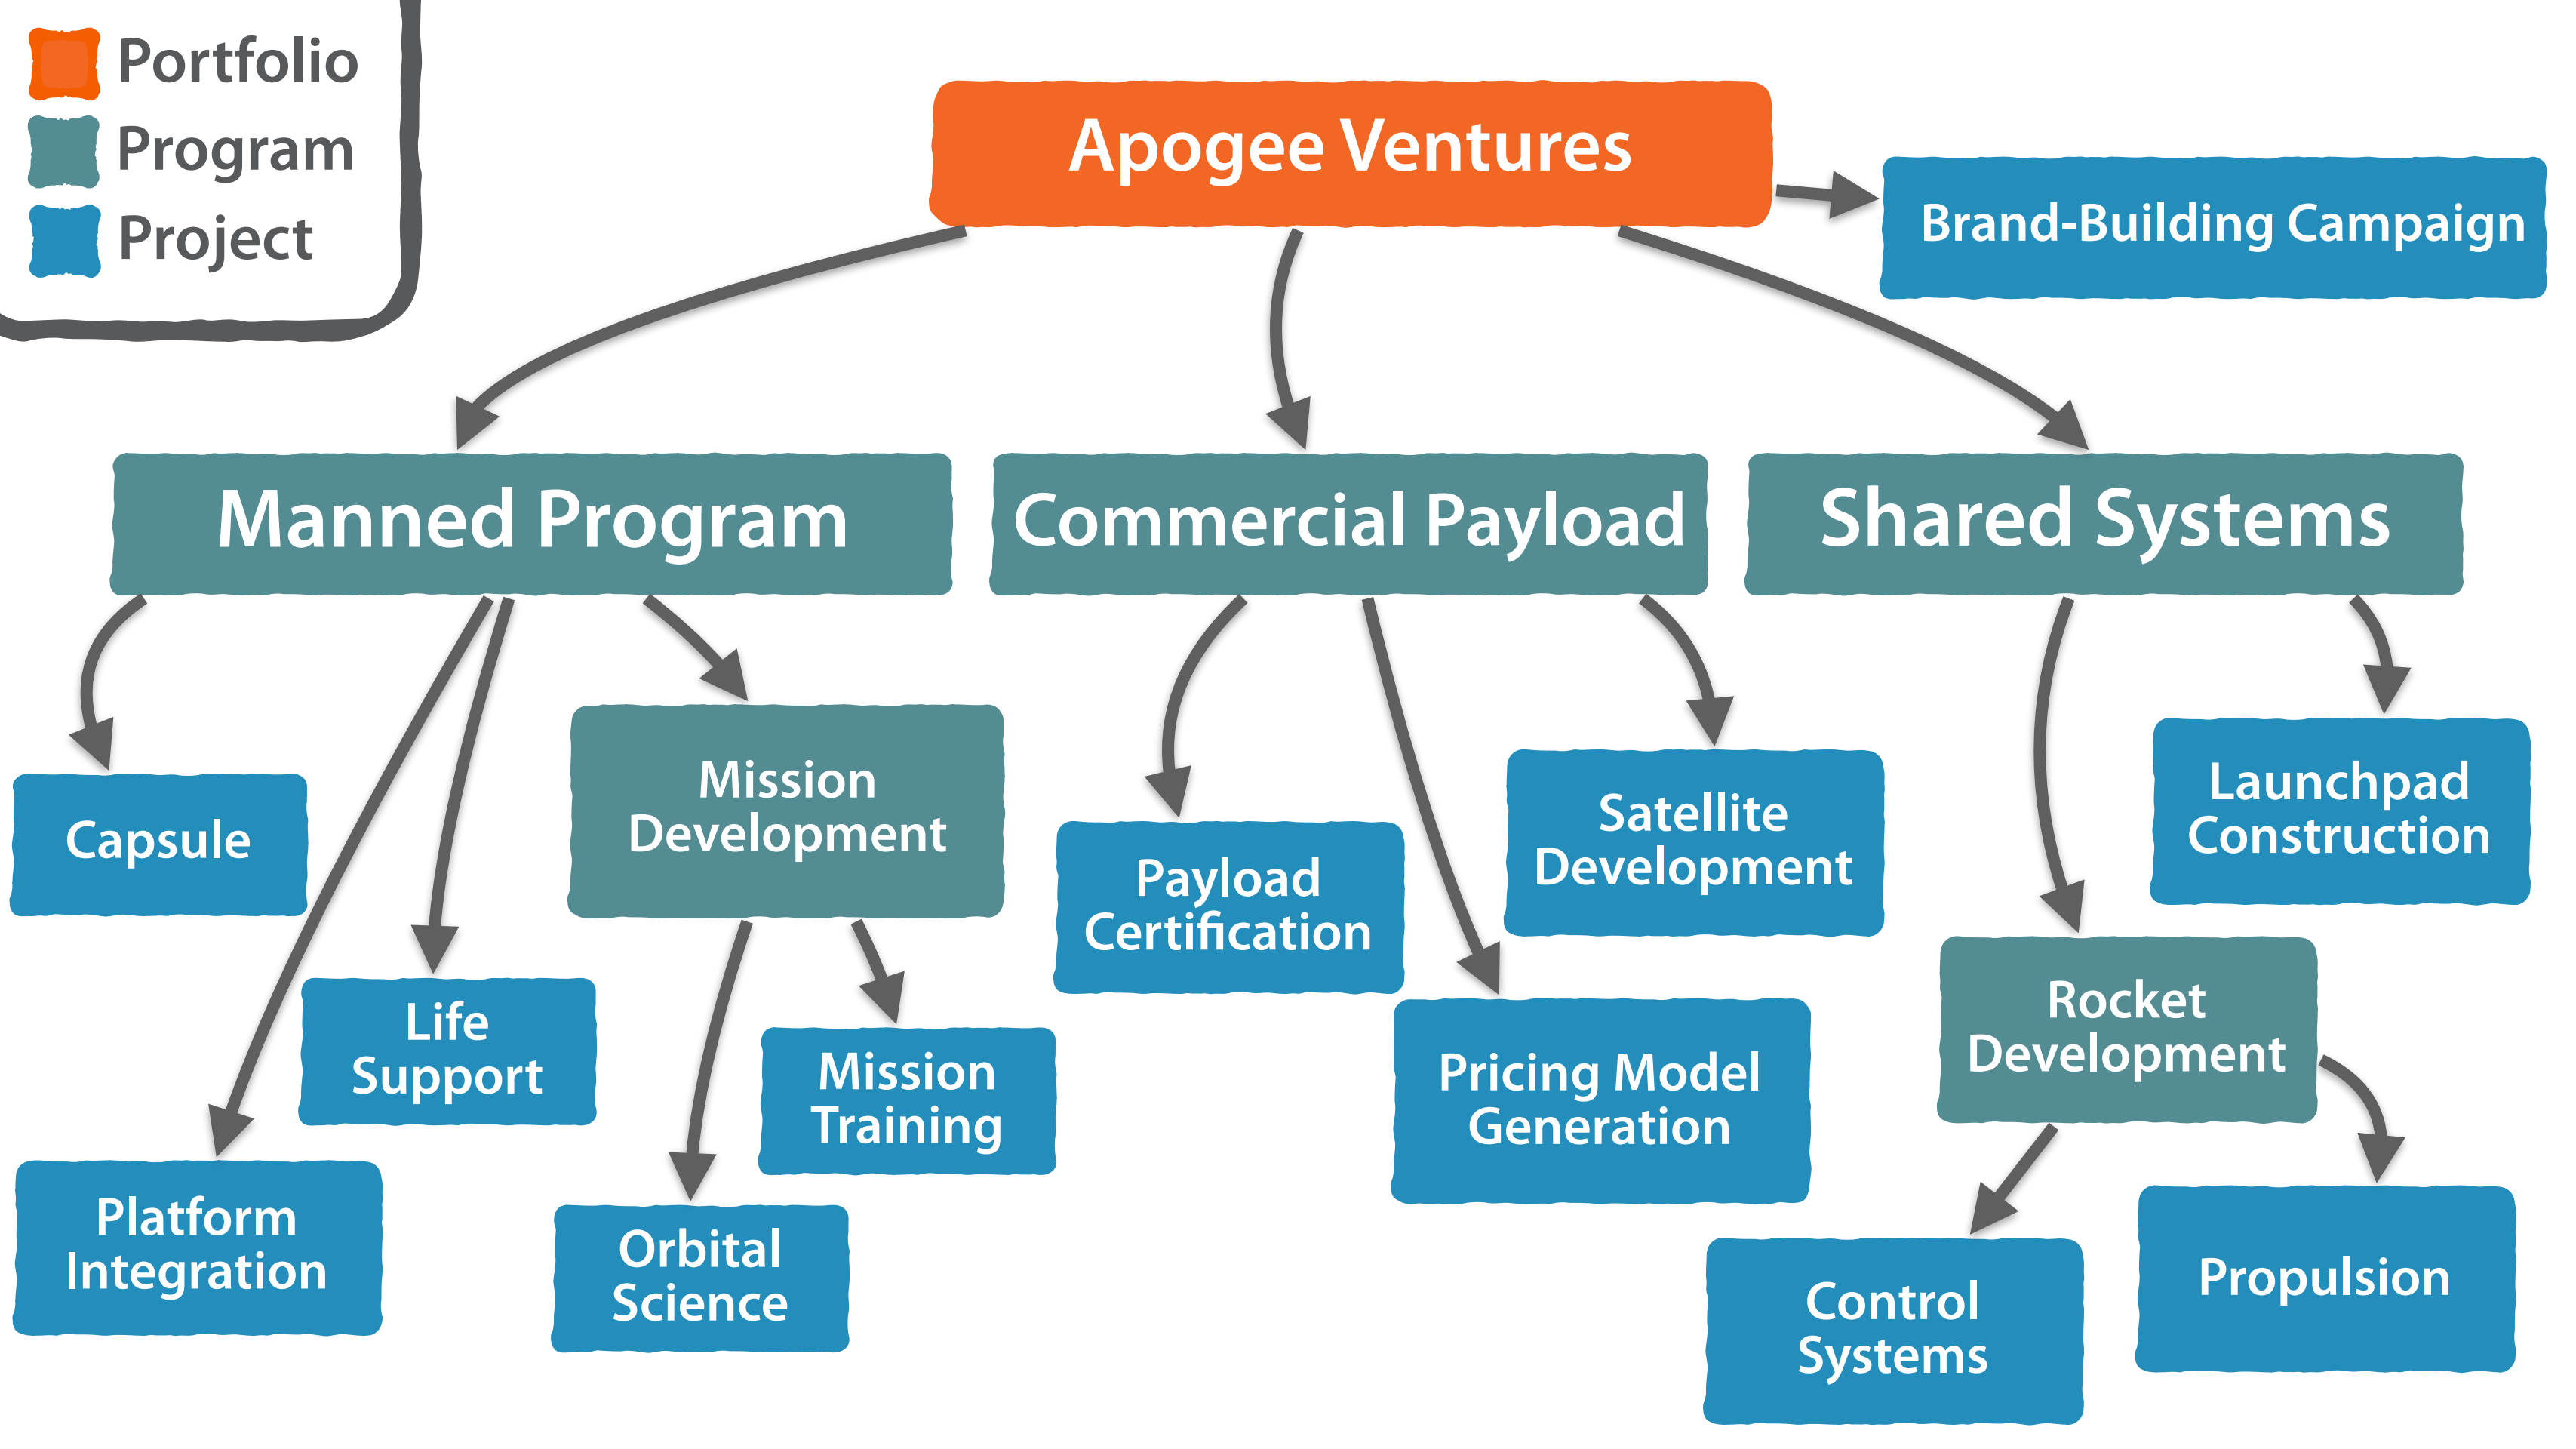 Portfolio
Program
Project
Apogee Ventures
Brand-Building Campaign
Manned Program
Commercial Payload
Shared Systems
Capsule
Mission
Development
Payload
Certification
Satellite
Development
Launchpad
Construction
Life
Support
Mission
Training
Pricing Model
Generation
Rocket
Development
Platform
Integration
Orbital
Science
Control
Systems
Propulsion